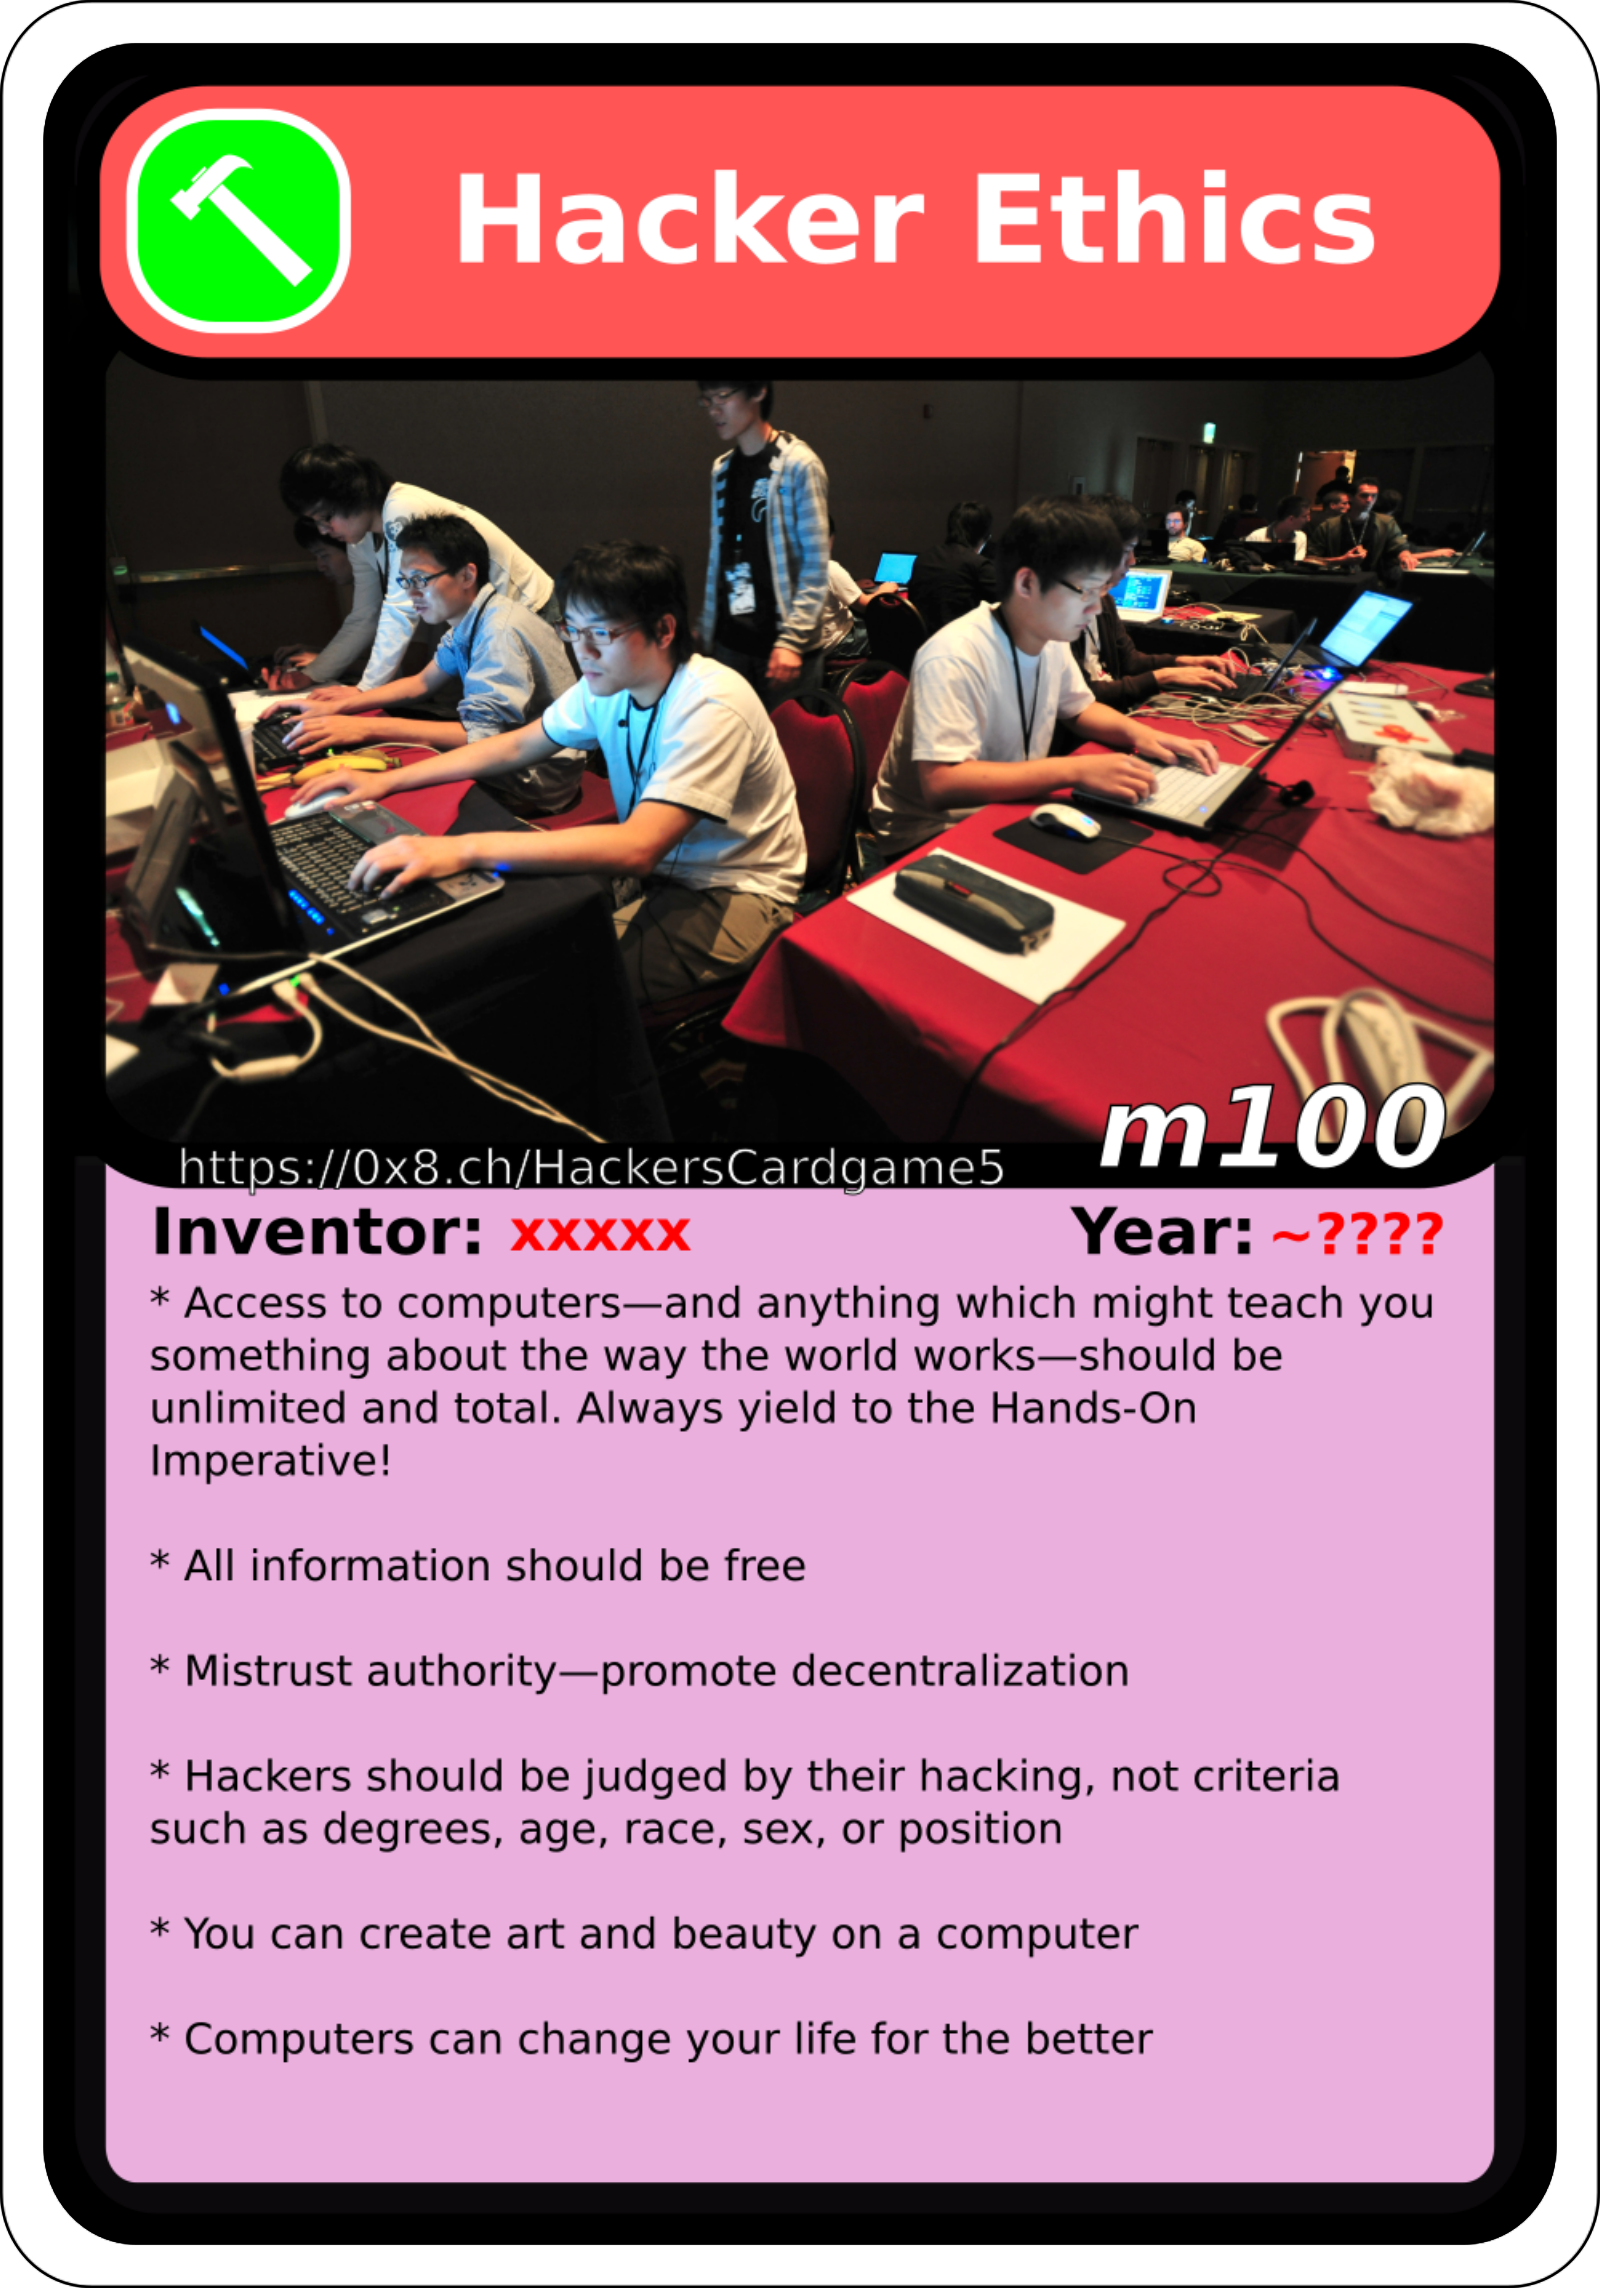 Hacker Ethics
m100
https://0x8.ch/HackersCardgame5
Inventor: xxxxx Year: ~????
* Access to computers—and anything which might teach you
something about the way the world works—should be
unlimited and total. Always yield to the Hands-On
Imperative!
* All information should be free
* Mistrust authority—promote decentralization
* Hackers should be judged by their hacking, not criteria
such as degrees, age, race, sex, or position
* You can create art and beauty on a computer
* Computers can change your life for the better